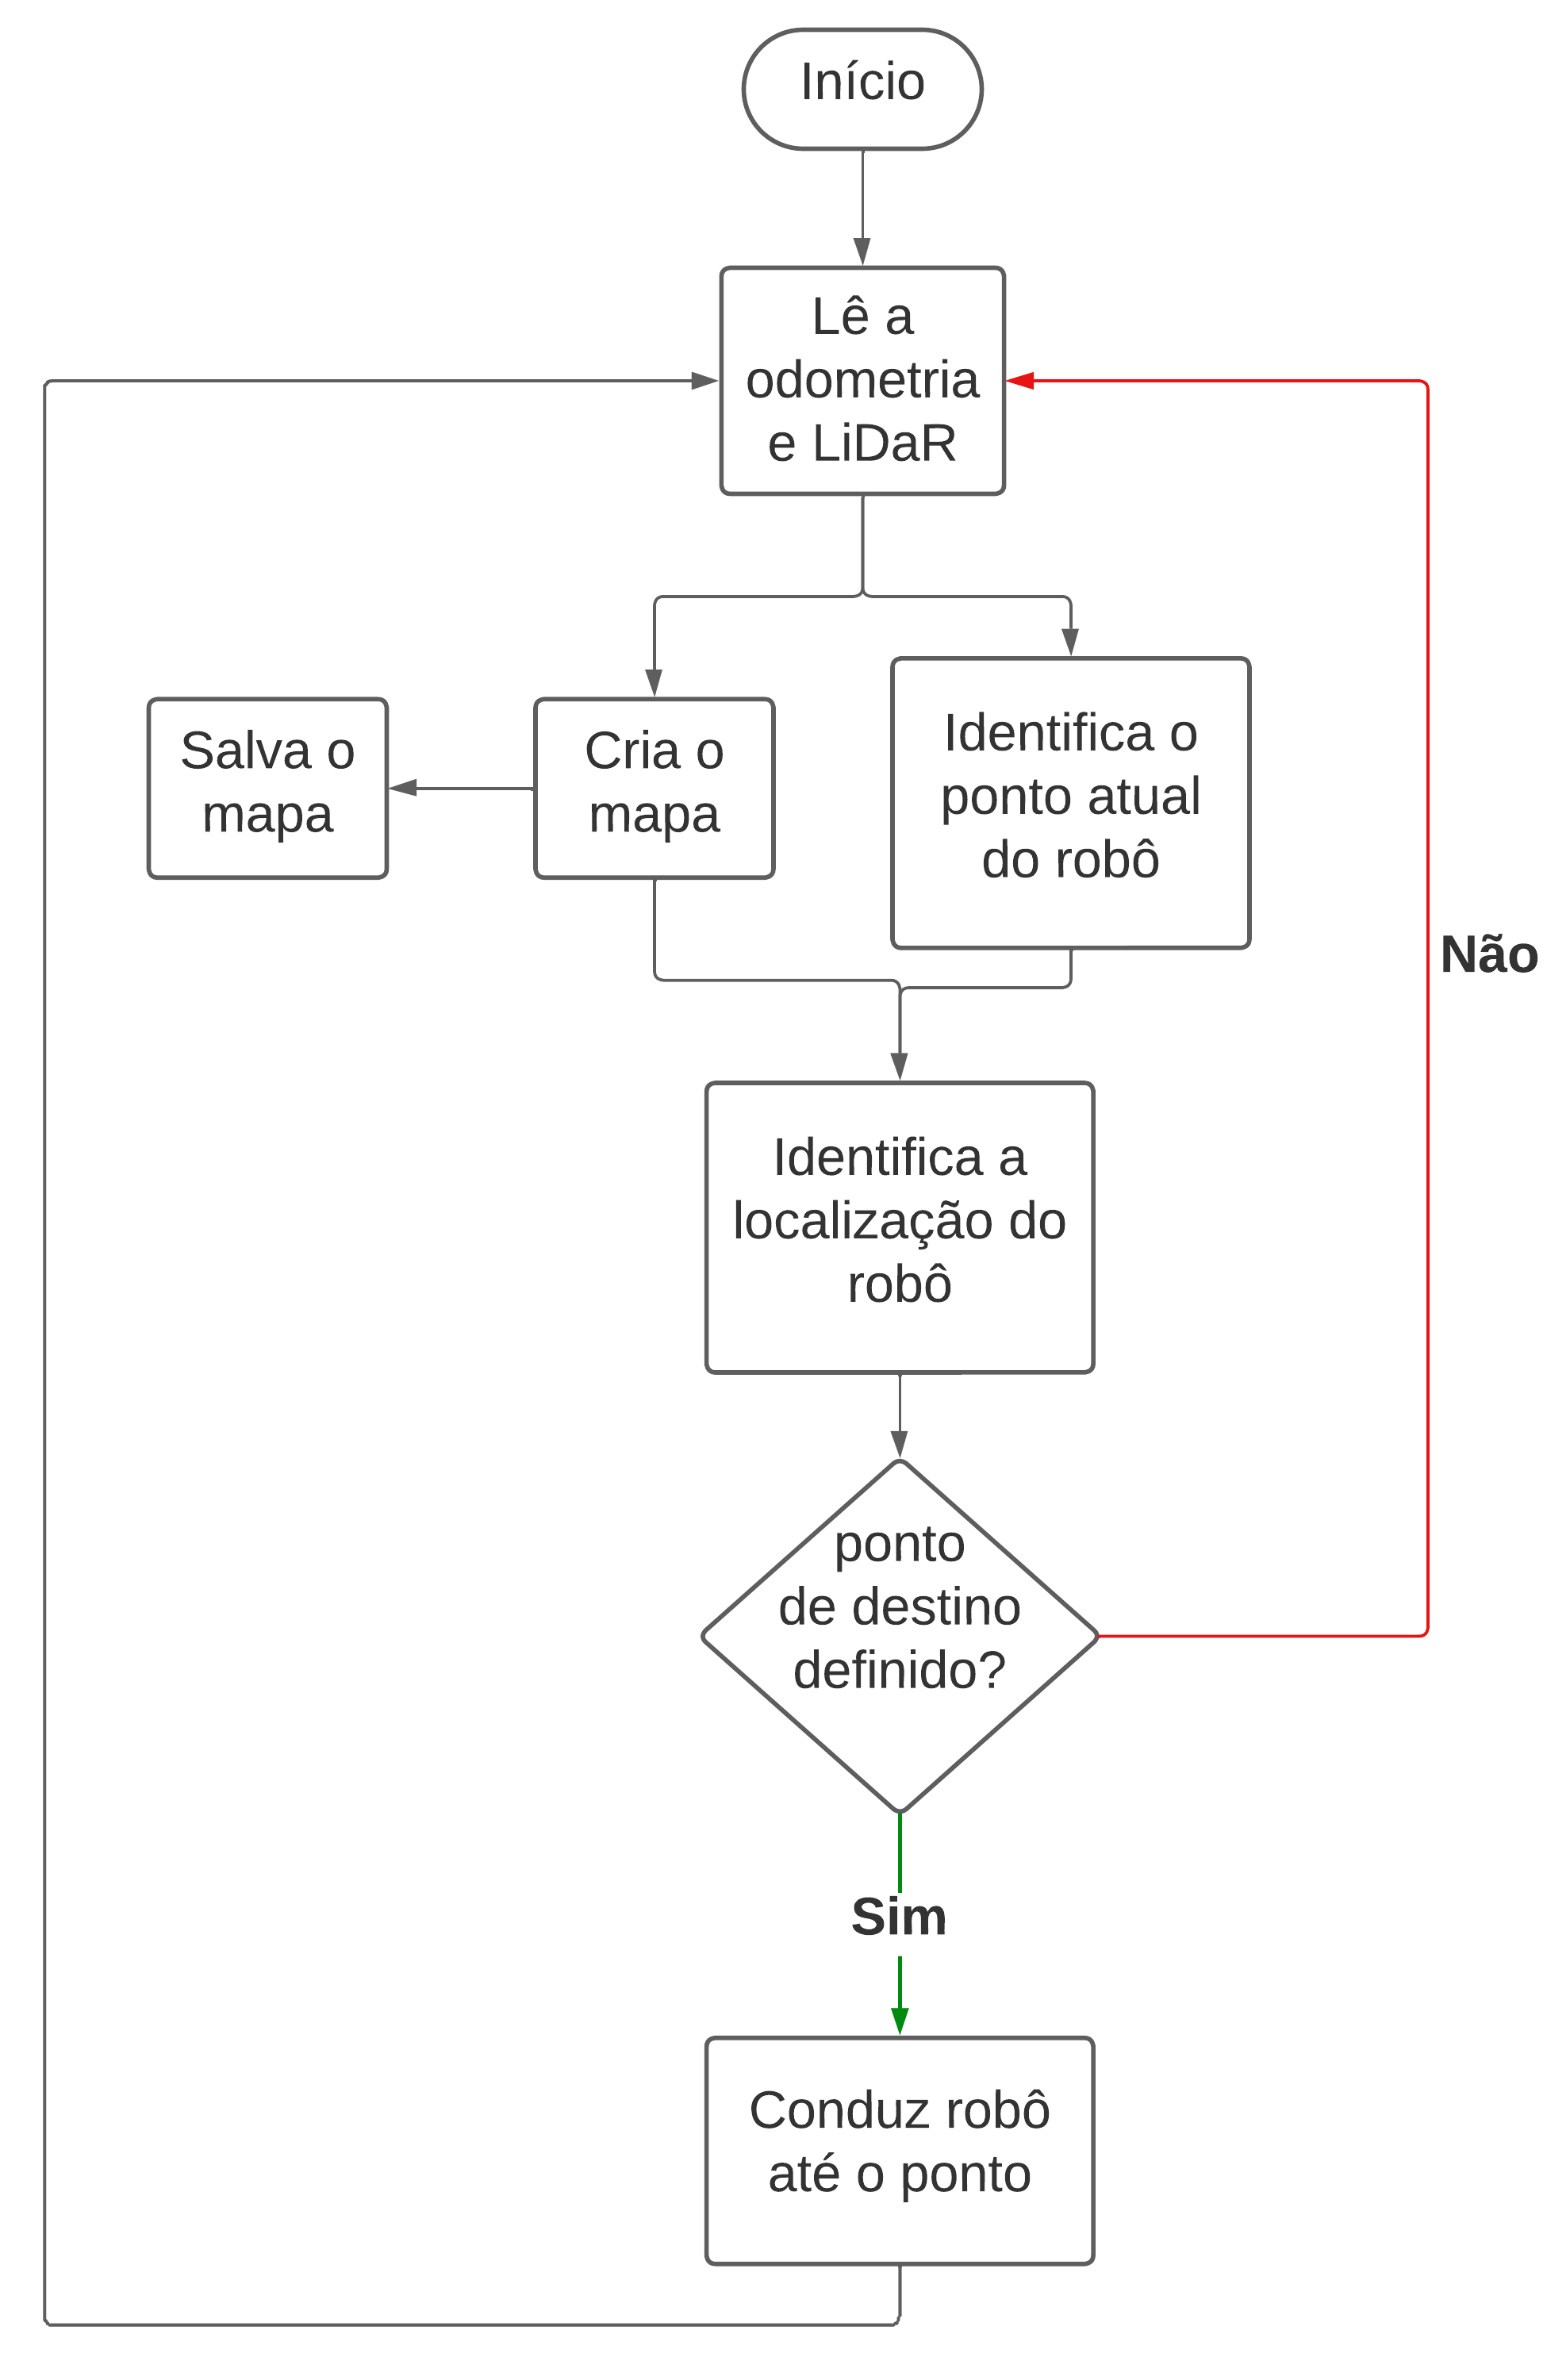 Início
Lê a
odometria
e LiDaR
Salva o
mapa
Cria o
mapa
Identifica o
ponto atual
do robô
Não
Identifica a
localização do
robô
ponto
de destino
definido?
Sim
Conduz robô
até o ponto